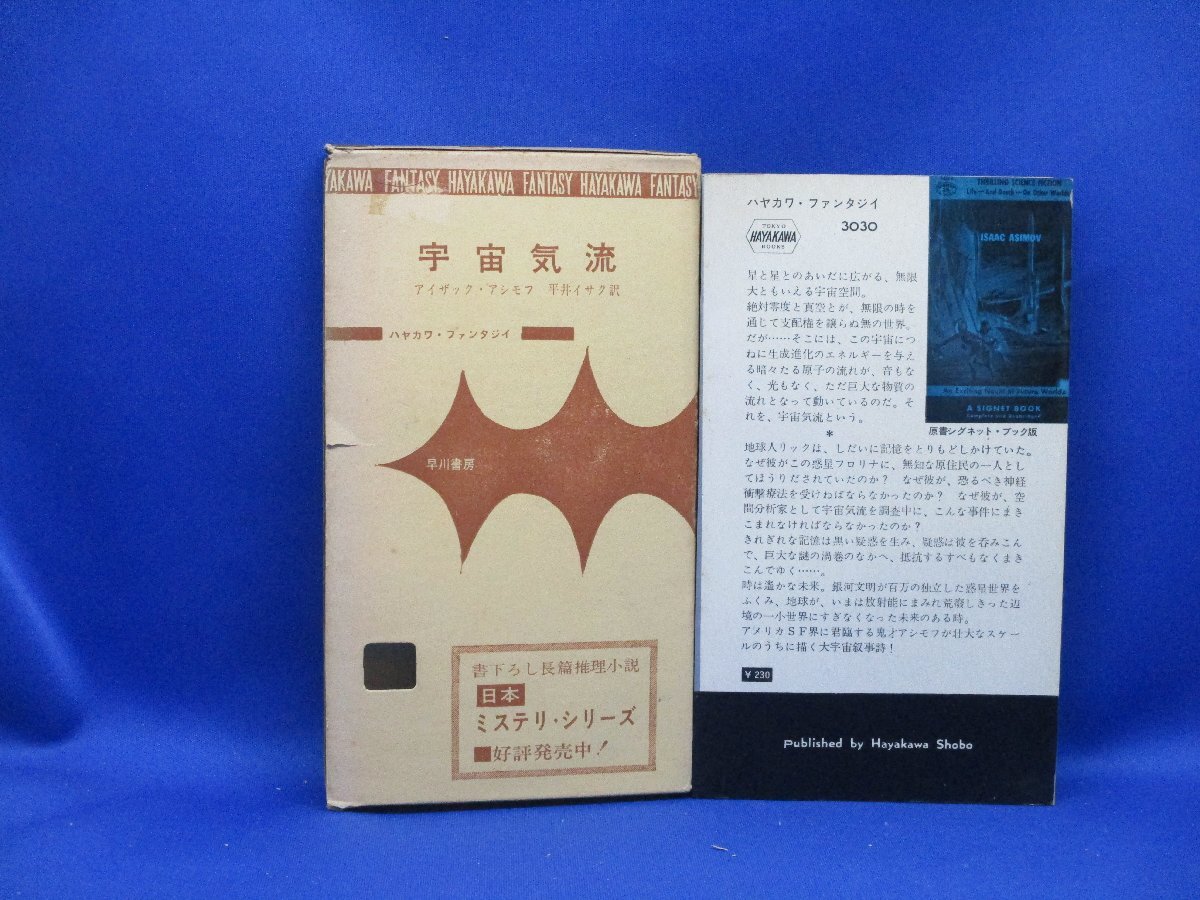 AKAWA FANTASY HAYAKAWA FANTASY HAYAKAWA FANTASY
宇宙気流
アイザック・アシモフ 平井イサク訳
ハヤカワ・ファンタジイ
早川書房
書下ろし長篇推理小説
日本
ミステリ・シリーズ
■好評発売中!
ハヤカワ・ファンタジイ
TOKYO
HAYAKAWA
BOOKS
3030
星と星とのあいだに広がる、無限
大ともいえる宇宙空間。
絶対零度と真空とが、無限の時を
通じて支配権を譲らぬ無の世界。
だが……そこには、この宇宙につ
ねに生成進化のエネルギーを与え
る暗々たる原子の流れが、音もな
く、光もなく、ただ巨大な物質の
流れとなって動いているのだ。そ
れを、宇宙気流という。
*
地球人リックは、しだいに記憶をとりもどしかけていた。
なぜ彼がこの惑星フロリナに、無知な原住民の一人とし
てほうりだされていたのか? なぜ彼が、恐るべき神経
衝撃療法を受けねばならなかったのか? なぜ彼が、空
間分析家として宇宙気流を調査中に、こんな事件にまき
こまれなければならなかったのか?
きれぎれな記流は黒い疑惑を生み、疑惑は彼を呑みこん
で、巨大な謎の渦巻のなかへ、抵抗するすべもなくまき
こんでゆく……。
時は遙かな未来。銀河文明が百万の独立した惑星世界を
ふくみ、地球が、いまは放射能にまみれ荒廃しきった辺
境の一小世界にすぎなくなった未来のある時。
アメリカSF界に君臨する鬼才アシモフが壮大なスケー
ルのうちに描く大宇宙叙事詩!
¥230
Published by Hayakawa Shobo
THRILLING SCIENCE FICTION
Life—And Death—On Other Worlds
ISAAC ASIMOV
An Exciting Novel of Future Worlds
A SIGNET BOOK
Complete and Unabridged
原書シグネット・ブック版